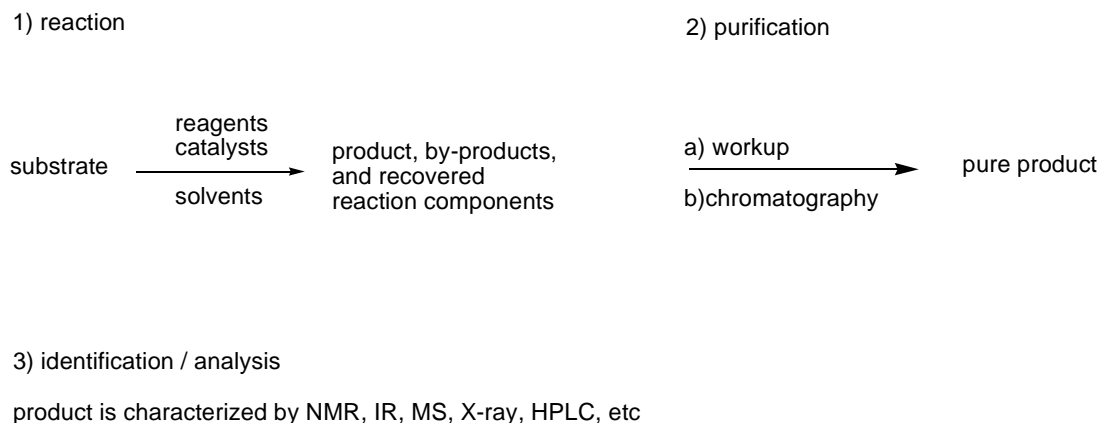 1) reaction
2) purification
substrate
reagents
catalysts
solvents
product, by-products,
and recovered
reaction components
a) workup
b)chromatography
pure product
3) identification / analysis
product is characterized by NMR, IR, MS, X-ray, HPLC, etc